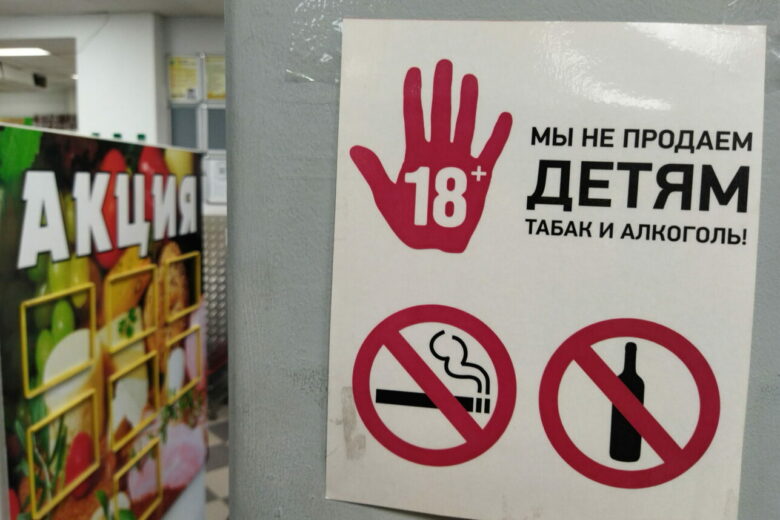 АКЦИЯ
18+
МЫ НЕ ПРОДАЕМ
ДЕТЯМ
ТАБАК И АЛКОГОЛЬ!